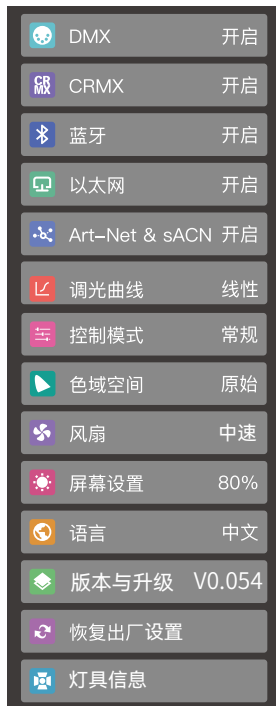 DMX 开启
CRMX 开启
蓝牙 开启
以太网 开启
Art-Net & sACN 开启
调光曲线 线性
控制模式 常规
色域空间 原始
风扇 中速
屏幕设置 80%
语言 中文
版本与升级 V0.054
恢复出厂设置
灯具信息